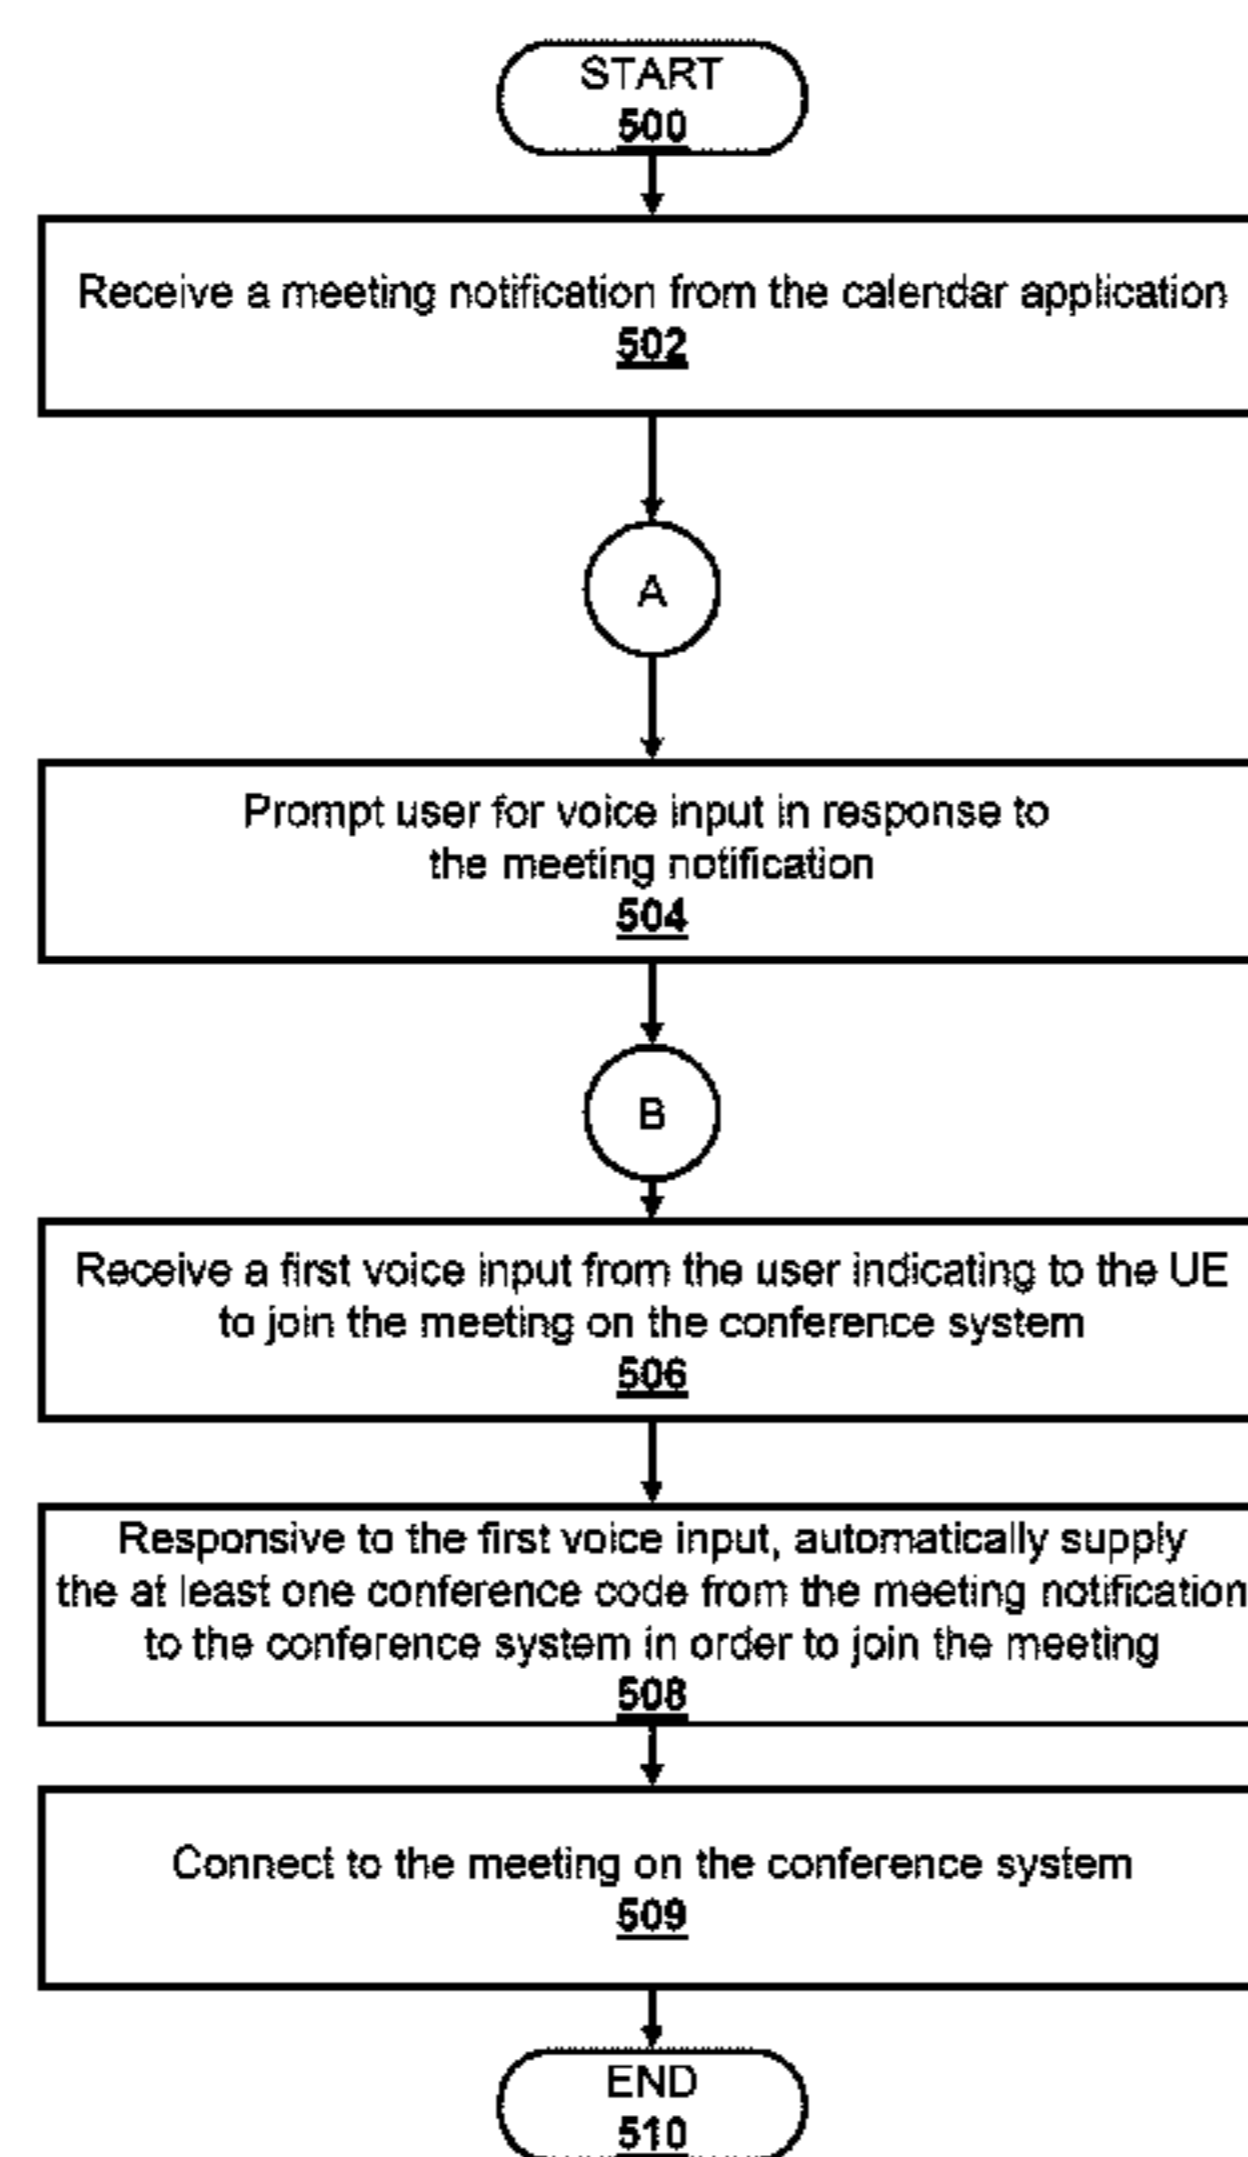 START
500
Receive a meeting notification from the calendar application
502
A
Prompt user for voice input in response to
the meeting notification
504
B
Receive a first voice input from the user indicating to the UE
to join the meeting on the conference system
506
Responsive to the first voice input, automatically supply
the at least one conference code from the meeting notification
to the conference system in order to join the meeting
508
Connect to the meeting on the conference system
509
END
510